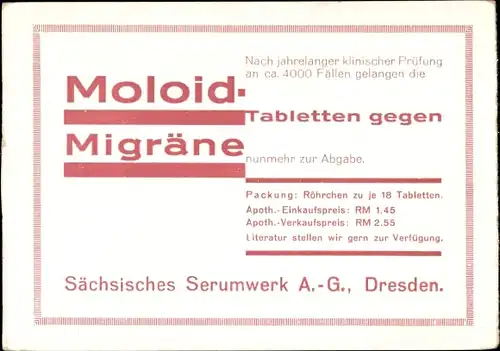 Nach jahrelanger klinischer Prüfung
an ca. 4000 Fällen gelangen die
Moloid-
Tabletten gegen
Migräne
nunmehr zur Abgabe.
Packung: Röhrchen zu je 18 Tabletten.
Apoth.-Einkaufspreis: RM 1.45
Apoth.-Verkaufspreis: RM 2.55
Literatur stellen wir gern zur Verfügung.
Sächsisches Serumwerk A.-G., Dresden.